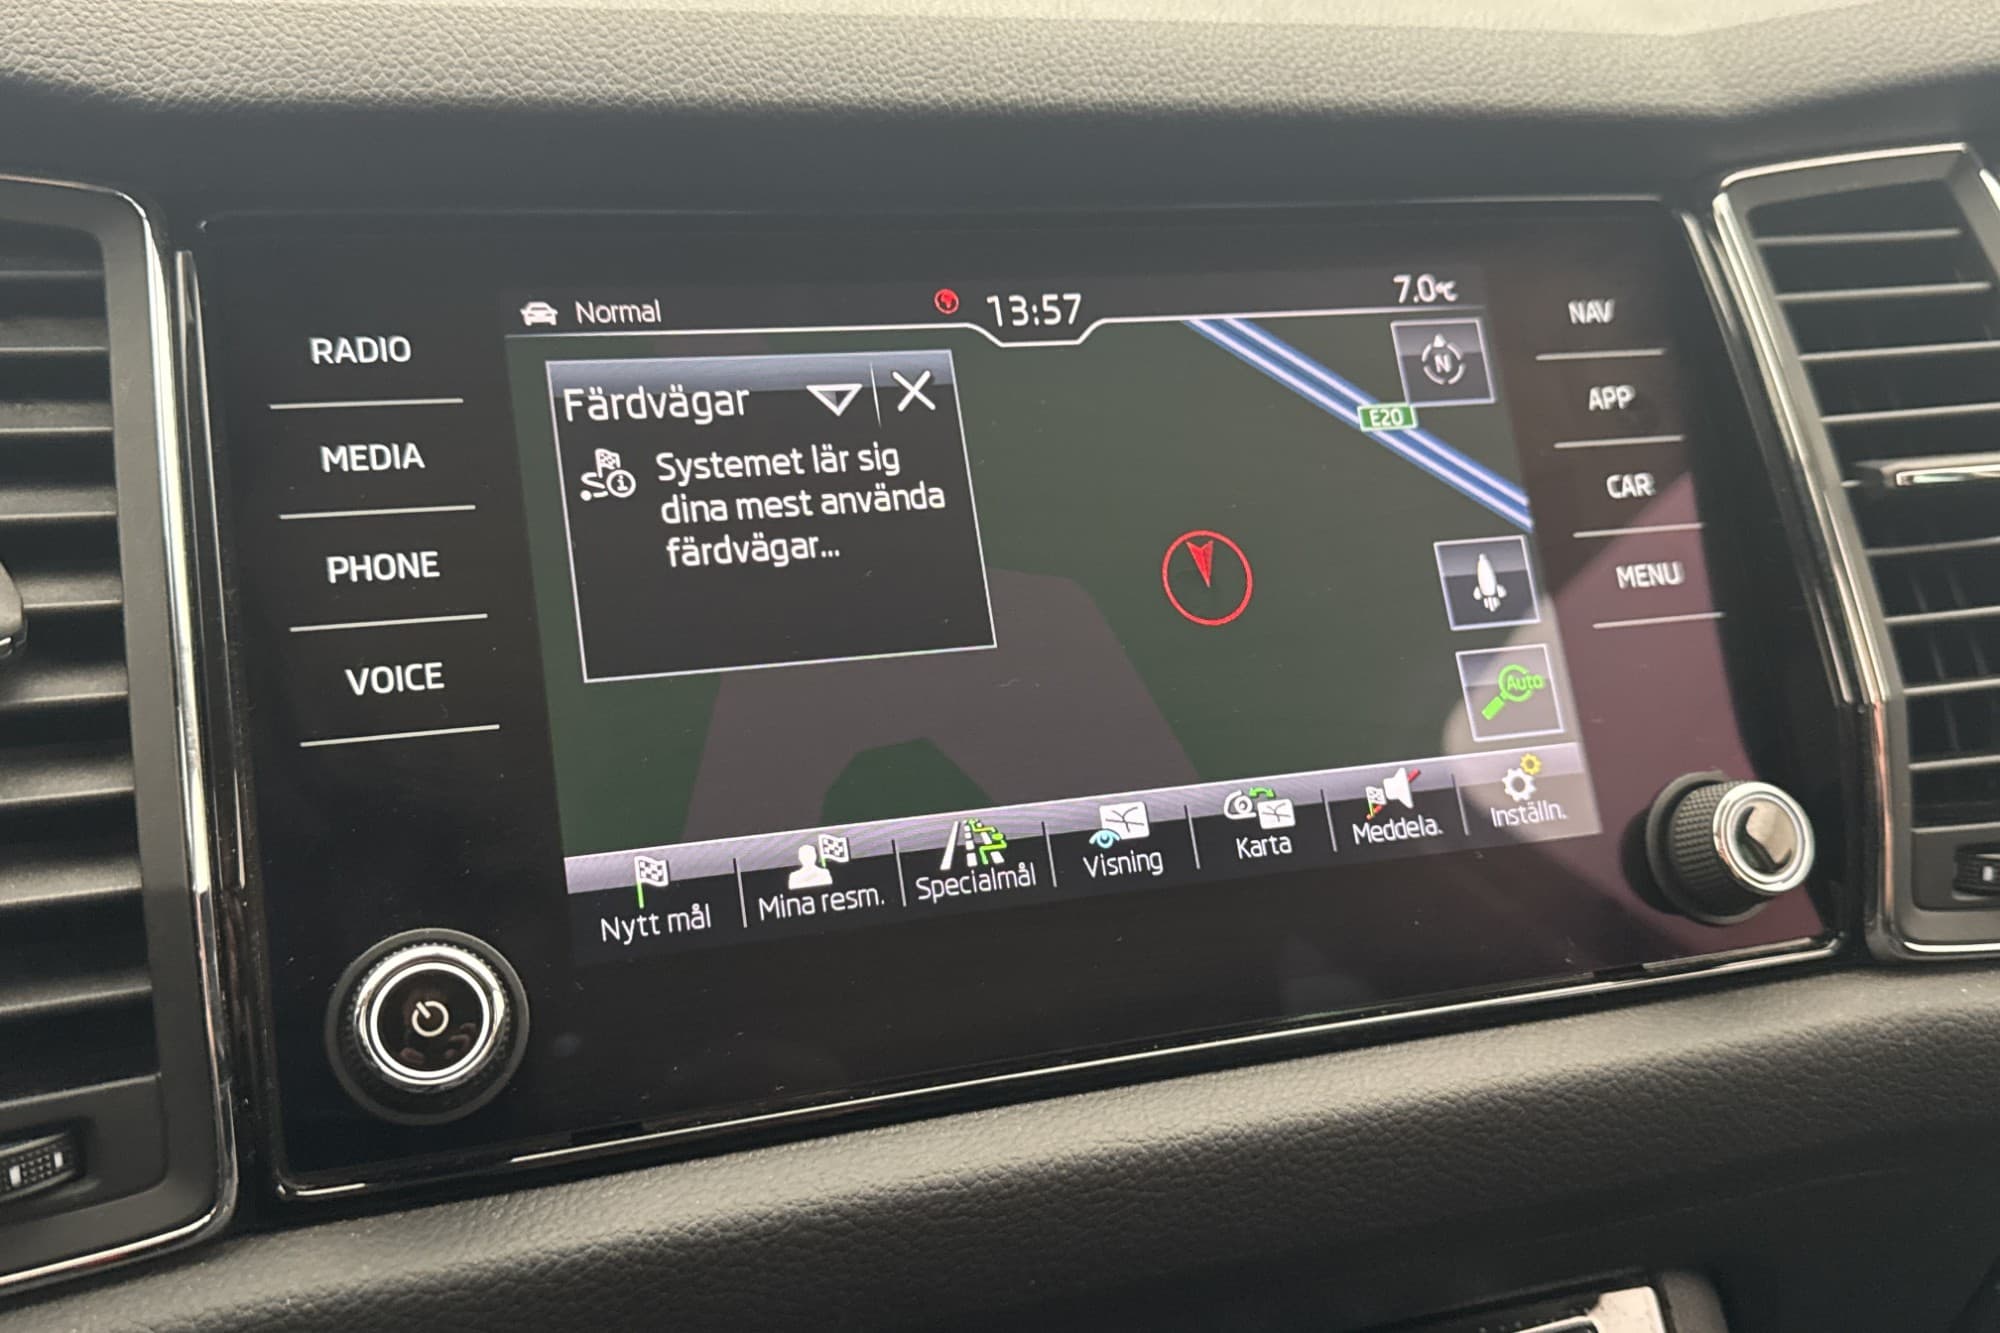 Normal
13:57
7.0°C
RADIO
MEDIA
PHONE
VOICE
Färdvägar
Systemet lär sig
dina mest använda
färdvägar...
N
E20
Auto
Nytt mål
Mina resm.
Specialmål
Visning
Karta
Meddela.
Inställn.
NAV
APP
CAR
MENU